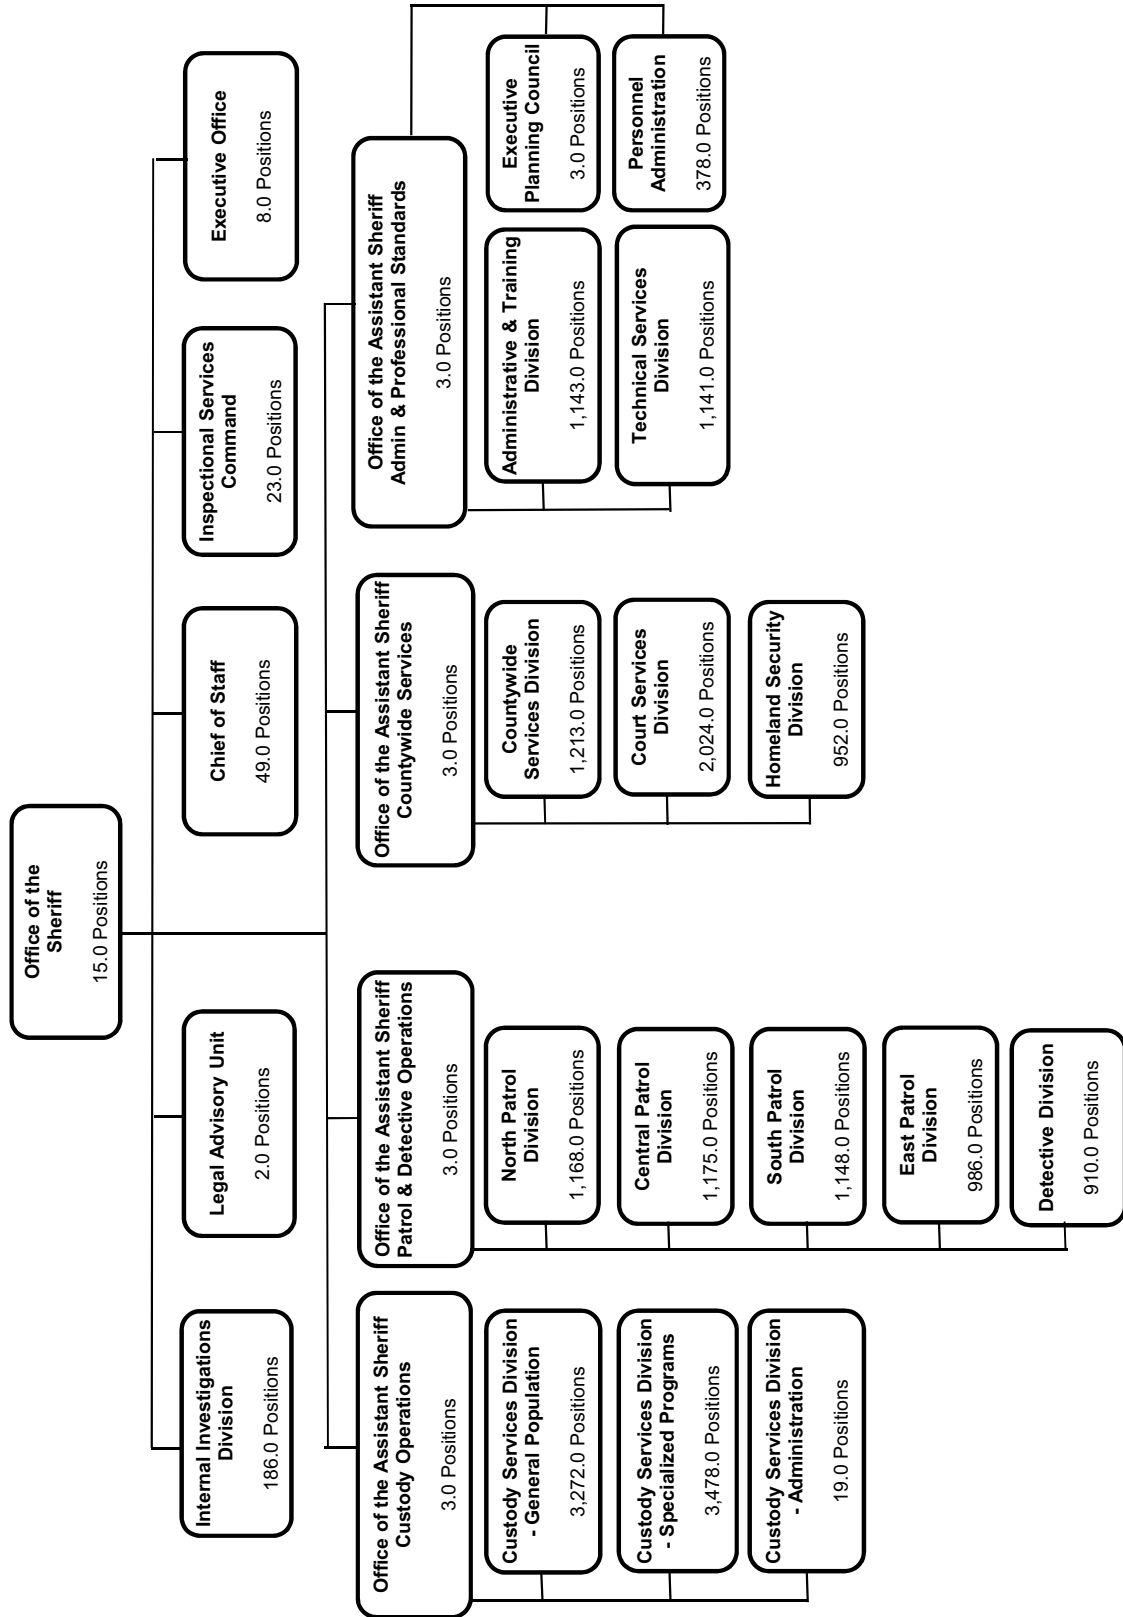 Office of the
Sheriff
15.0 Positions
Internal Investigations
Division
186.0 Positions
Legal Advisory Unit
2.0 Positions
Chief of Staff
49.0 Positions
Inspectional Services
Command
23.0 Positions
Executive Office
8.0 Positions
Office of the Assistant Sheriff
Custody Operations
3.0 Positions
Custody Services Division
- General Population
3,272.0 Positions
Custody Services Division
- Specialized Programs
3,478.0 Positions
Custody Services Division
- Administration
19.0 Positions
Office of the Assistant Sheriff
Patrol & Detective Operations
3.0 Positions
North Patrol
Division
1,168.0 Positions
Central Patrol
Division
1,175.0 Positions
South Patrol
Division
1,148.0 Positions
East Patrol
Division
986.0 Positions
Detective Division
910.0 Positions
Office of the Assistant Sheriff
Countywide Services
3.0 Positions
Countywide
Services Division
1,213.0 Positions
Court Services
Division
2,024.0 Positions
Homeland Security
Division
952.0 Positions
Office of the Assistant Sheriff
Admin & Professional Standards
3.0 Positions
Administrative & Training
Division
1,143.0 Positions
Technical Services
Division
1,141.0 Positions
Executive
Planning Council
3.0 Positions
Personnel
Administration
378.0 Positions